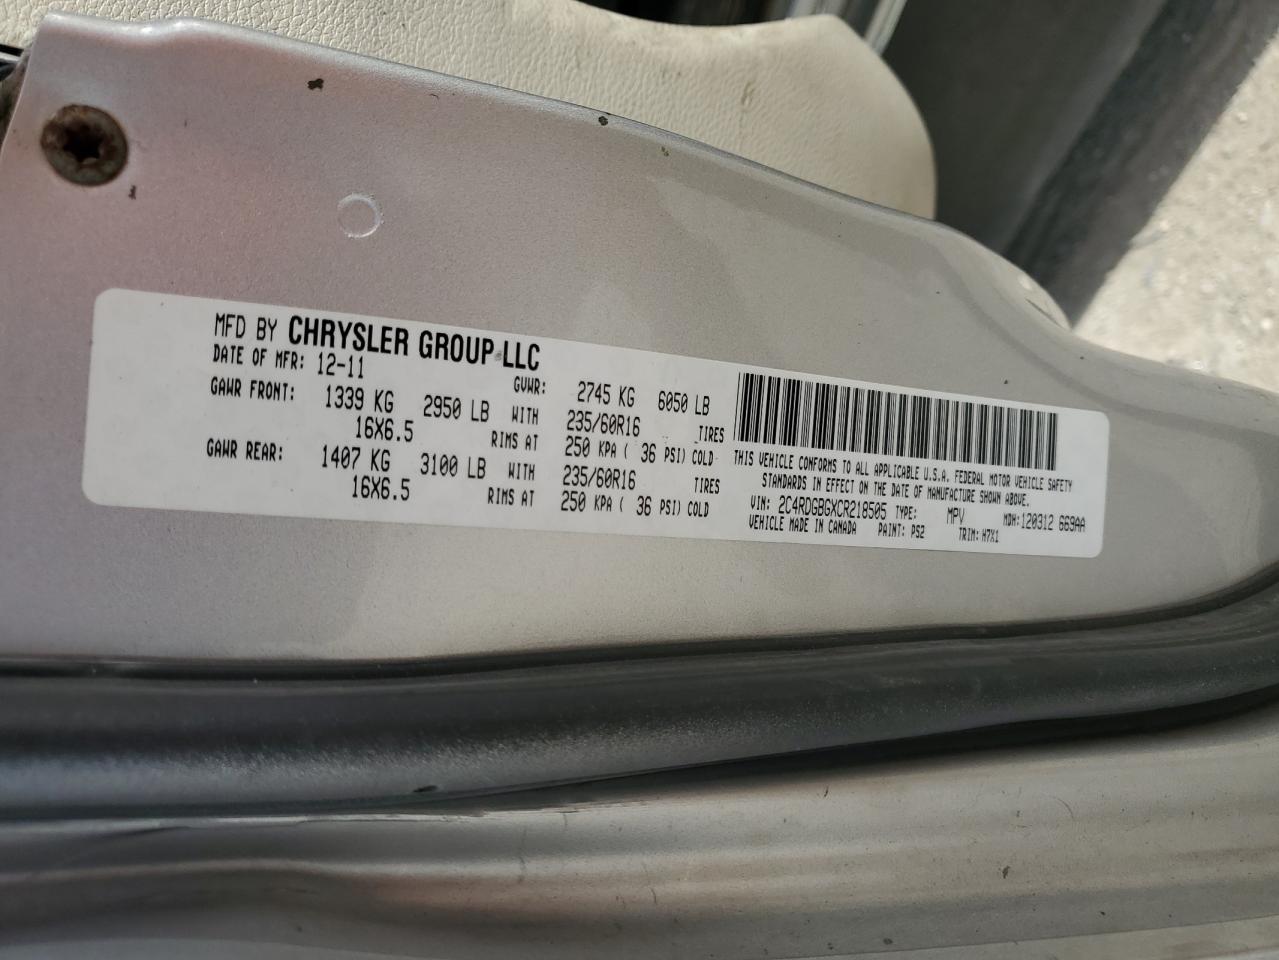 MFD BY CHRYSLER GROUP LLC
DATE OF MFR: 12-11 GVWR: 2745 KG 6050 LB
GAWR FRONT: 1339 KG 2950 LB WITH 235/60R16 TIRES
16X6.5 RIMS AT 250 KPA ( 36 PSI) COLD
GAWR REAR: 1407 KG 3100 LB WITH 235/60R16 TIRES
16X6.5 RIMS AT 250 KPA ( 36 PSI) COLD
THIS VEHICLE CONFORMS TO ALL APPLICABLE U.S.A. FEDERAL MOTOR VEHICLE SAFETY
STANDARDS IN EFFECT ON THE DATE OF MANUFACTURE SHOWN ABOVE.
VIN: 2C4RDGBGXCR218505 TYPE: MPV MDH:120312 669AA
VEHICLE MADE IN CANADA PAINT: PS2 TRIM: H7X1